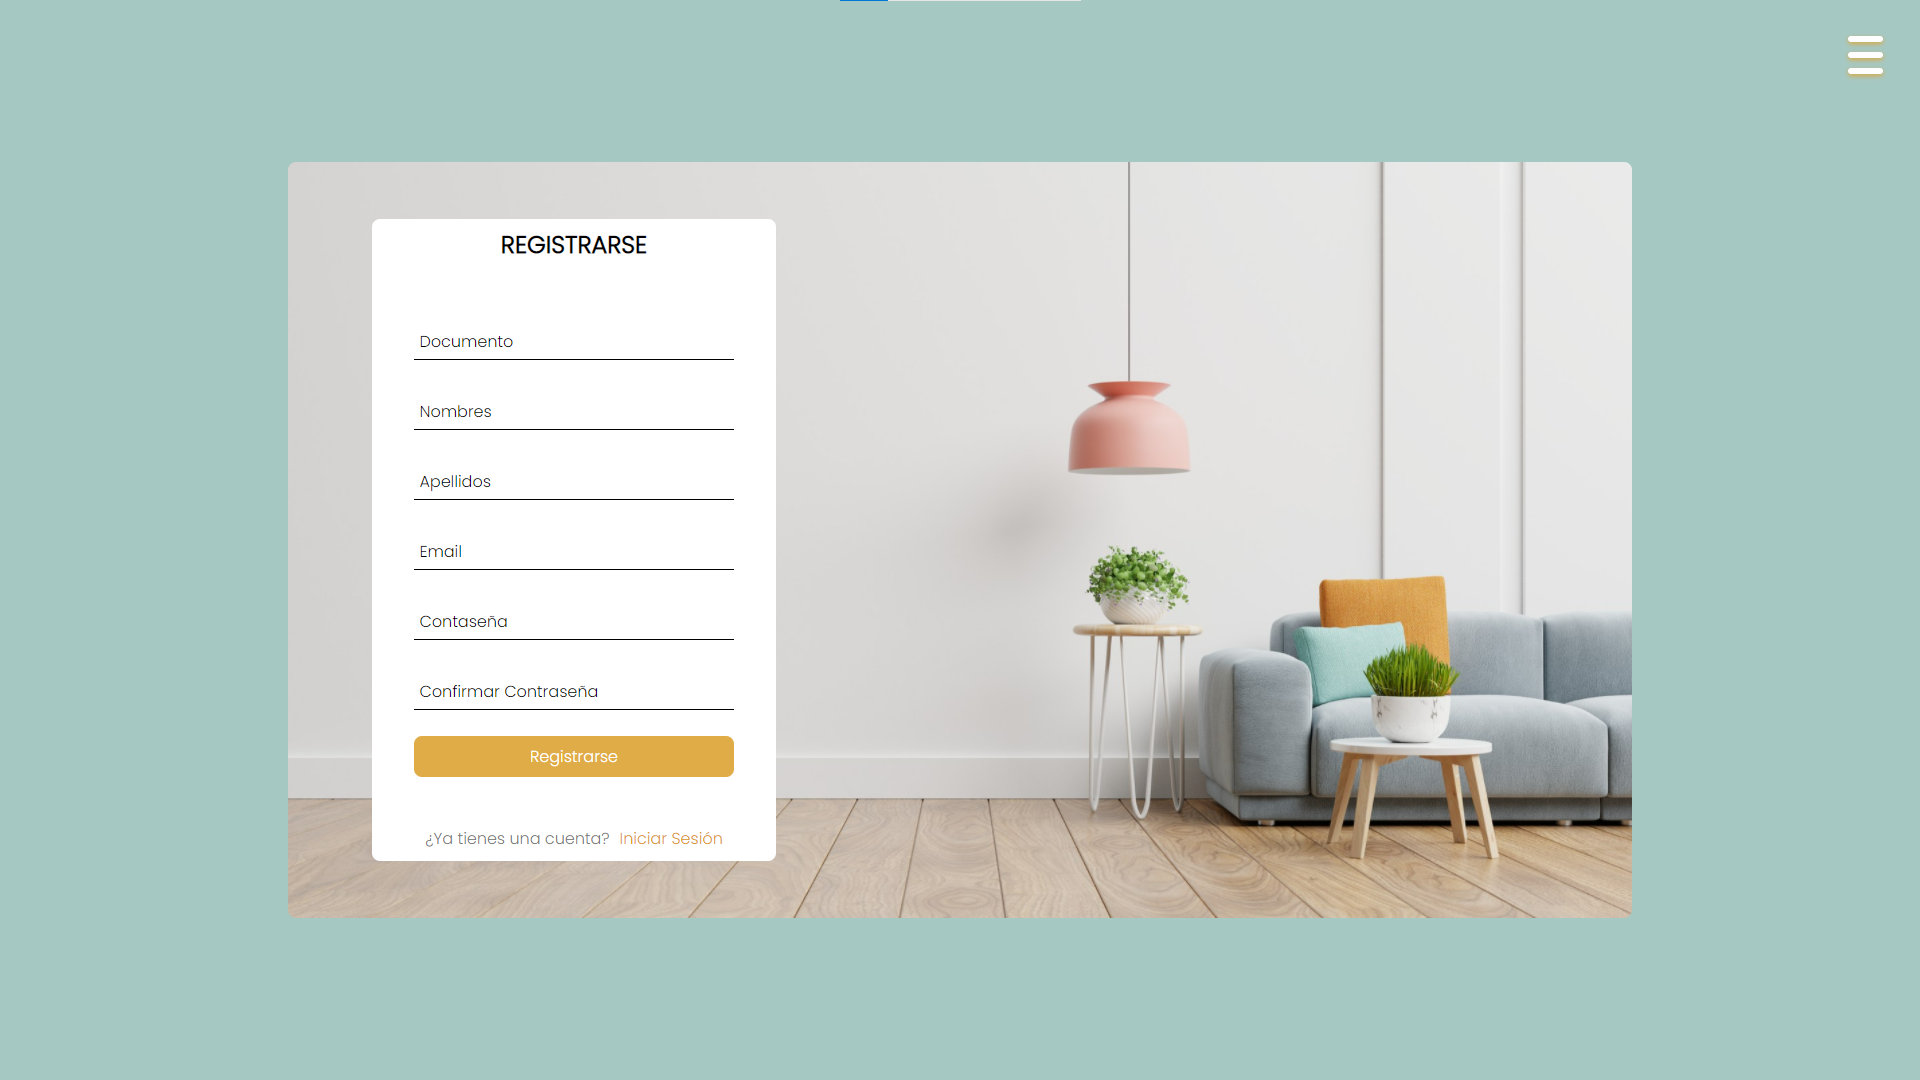 REGISTRARSE
Documento
Nombres
Apellidos
Email
Contaseña
Confirmar Contraseña
Registrarse
¿Ya tienes una cuenta? Iniciar Sesión